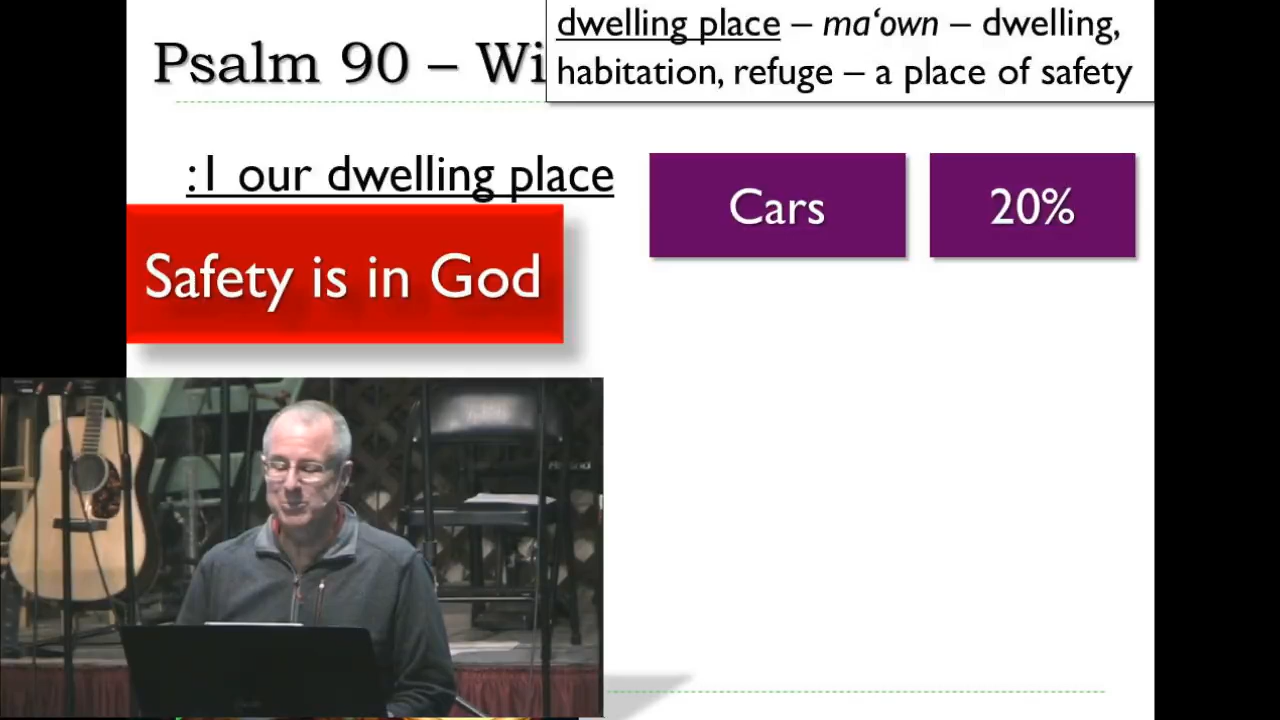 Psalm 90 – Wi
dwelling place – ma‘own – dwelling,
habitation, refuge – a place of safety
:1 our dwelling place
Cars
20%
Safety is in God